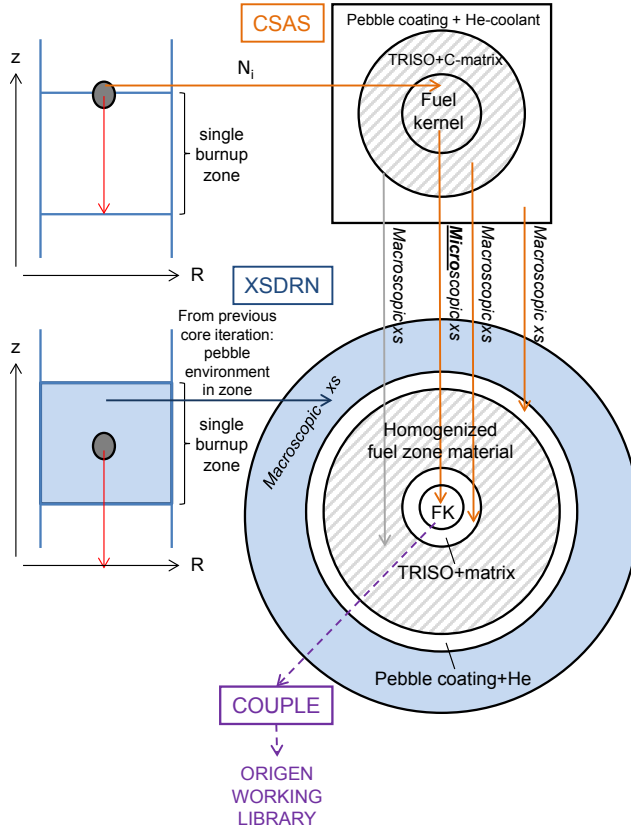 CSAS
Pebble coating + He-coolant
z
N_i
TRISO+C-matrix
Fuel
kernel
single
burnup
zone
R
Macroscopic xs
Microscopic xs
Macroscopic xs
Macroscopic xs
XSDRN
z
From previous
core iteration:
pebble
environment
in zone
Macroscopic xs
single
burnup
zone
Homogenized
fuel zone material
FK
R
TRISO+matrix
Pebble coating+He
COUPLE
ORIGEN
WORKING
LIBRARY